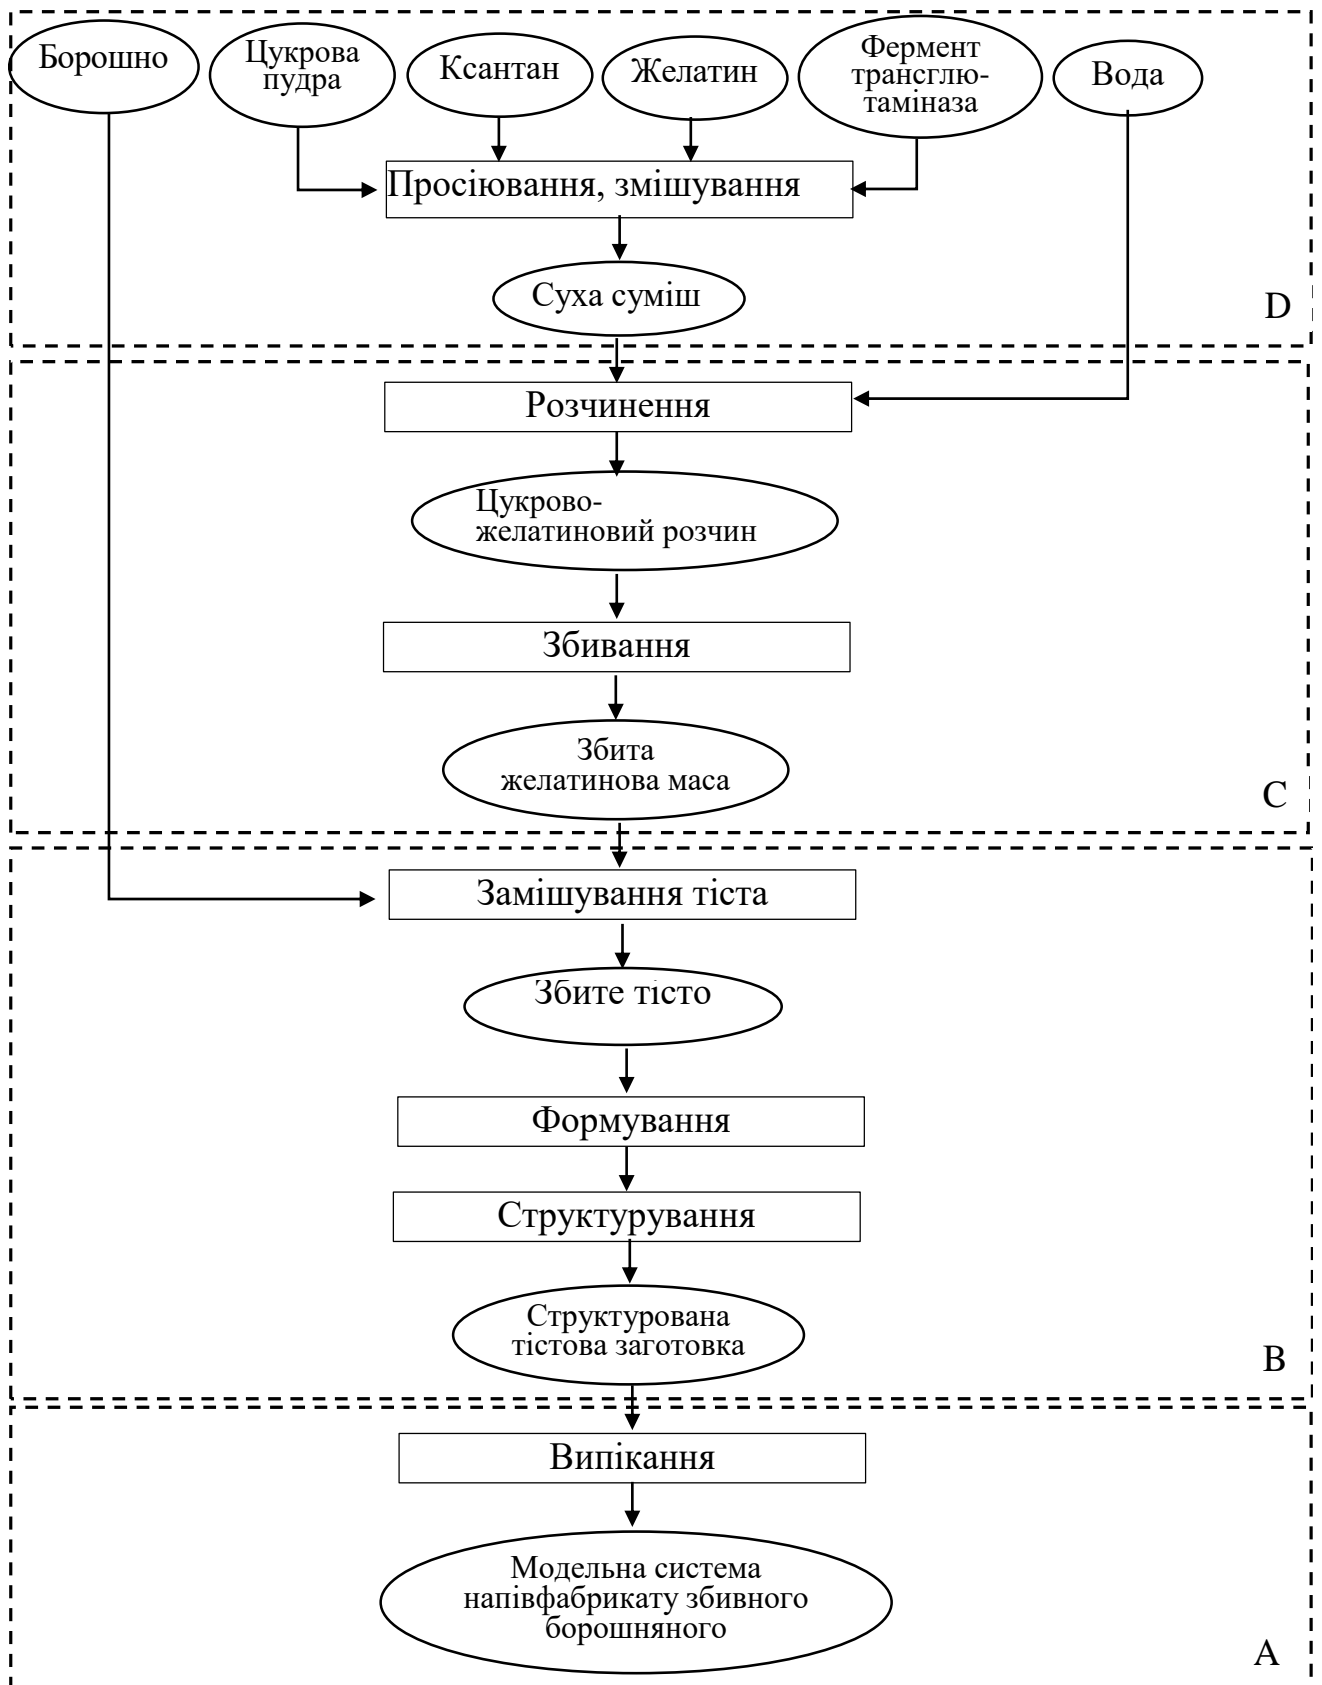 Борошно
Цукрова
пудра
Ксантан
Желатин
Фермент
трансглю-
таміназа
Вода
Просіювання, змішування
Суха суміш
D
Розчинення
Цукрово-
желатиновий розчин
Збивання
Збита
желатинова маса
C
Замішування тіста
Збите тісто
Формування
Структурування
Структурована
тістова заготовка
B
Випікання
Модельна система
напівфабрикату збивного
борошняного
A